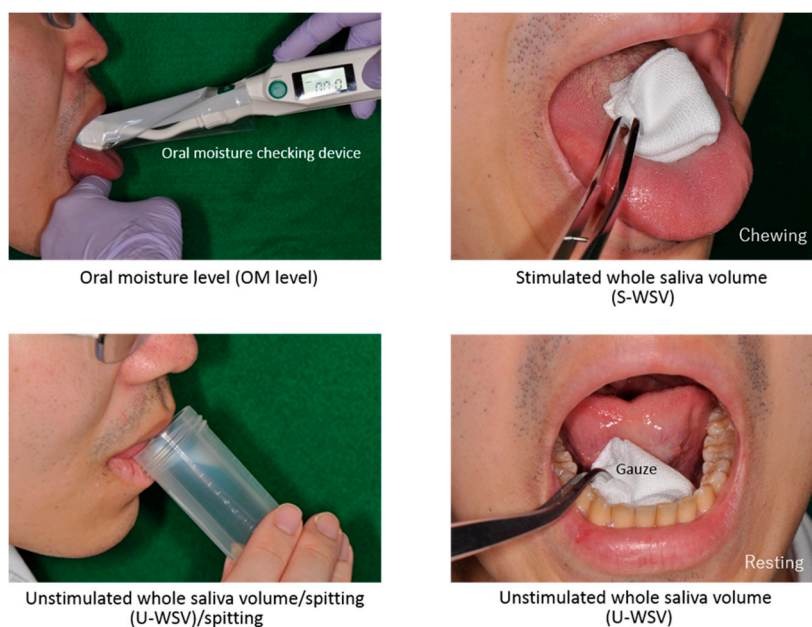 Oral moisture checking device
Oral moisture level (OM level)
Chewing
Stimulated whole saliva volume
(S-WSV)
Unstimulated whole saliva volume/spitting
(U-WSV)/spitting
Gauze
Resting
Unstimulated whole saliva volume
(U-WSV)